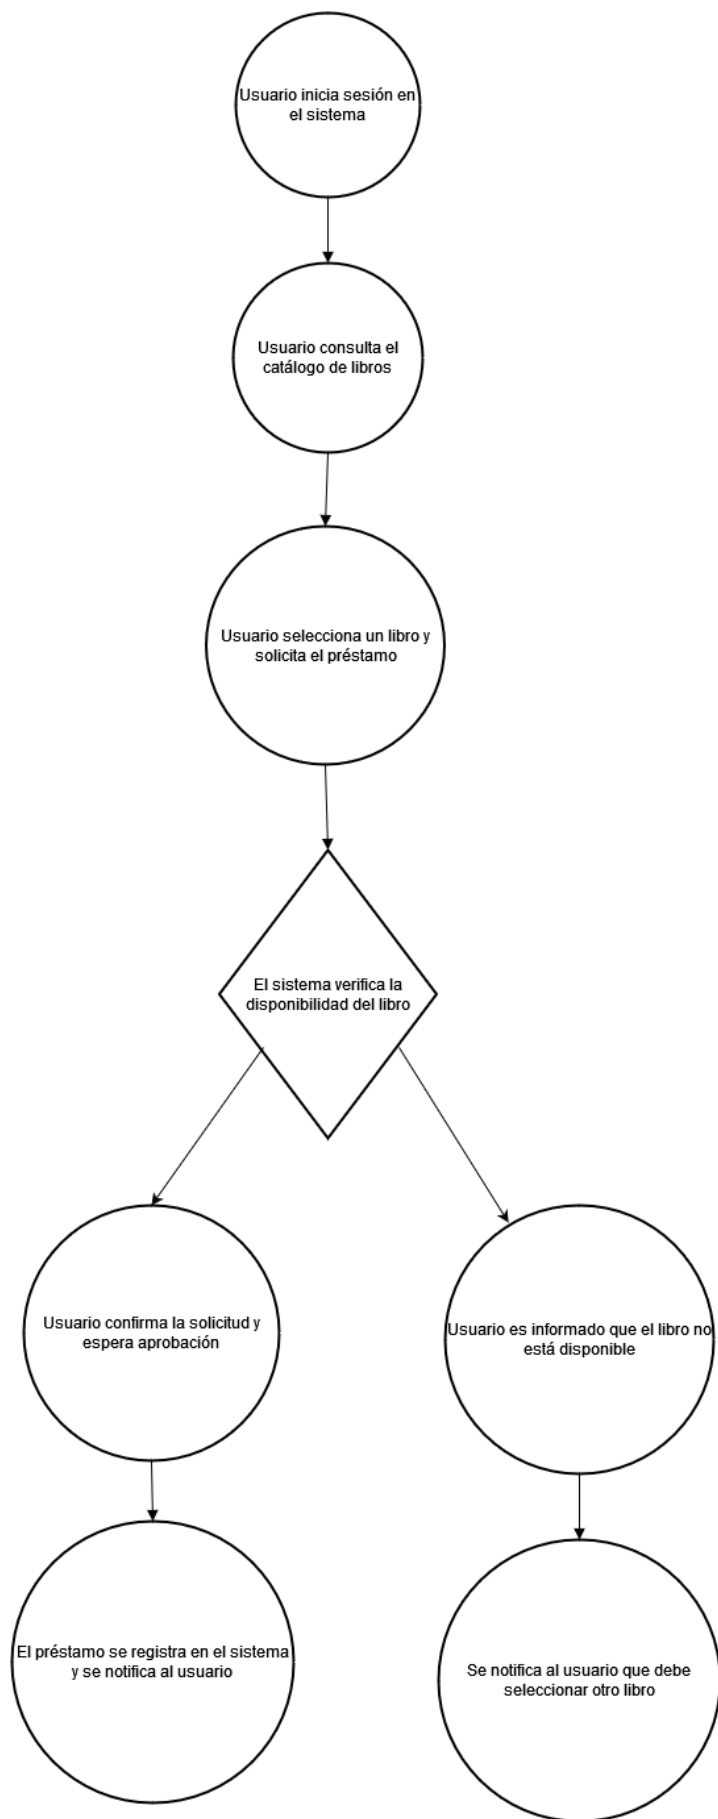 Usuario inicia sesión en
el sistema
Usuario consulta el
catálogo de libros
Usuario selecciona un libro y
solicita el préstamo
El sistema verifica la
disponibilidad del libro
Usuario confirma la solicitud y
espera aprobación
Usuario es informado que el libro no
está disponible
El préstamo se registra en el sistema
y se notifica al usuario
Se notifica al usuario que debe
seleccionar otro libro